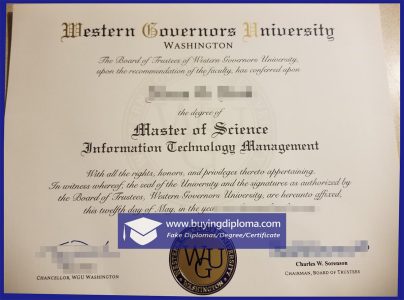 Western Governors University
WASHINGTON
The Board of Trustees of Western Governors University,
upon the recommendation of the faculty, has conferred upon
the degree of
Master of Science
Information Technology Management
With all the rights, honors, and privileges thereto appertaining.
In witness whereof, the seal of the University and the signatures as authorized by
the Board of Trustees, Western Governors University, are hereunto affixed,
this twelfth day of May, in the year
www.buyingdiploma.com
Fake Diplomas/Degree/Certificate
CHANCELLOR, WGU WASHINGTON
WGU
WASHINGTON
Charles W. Sorenson
CHAIRMAN, BOARD OF TRUSTEES